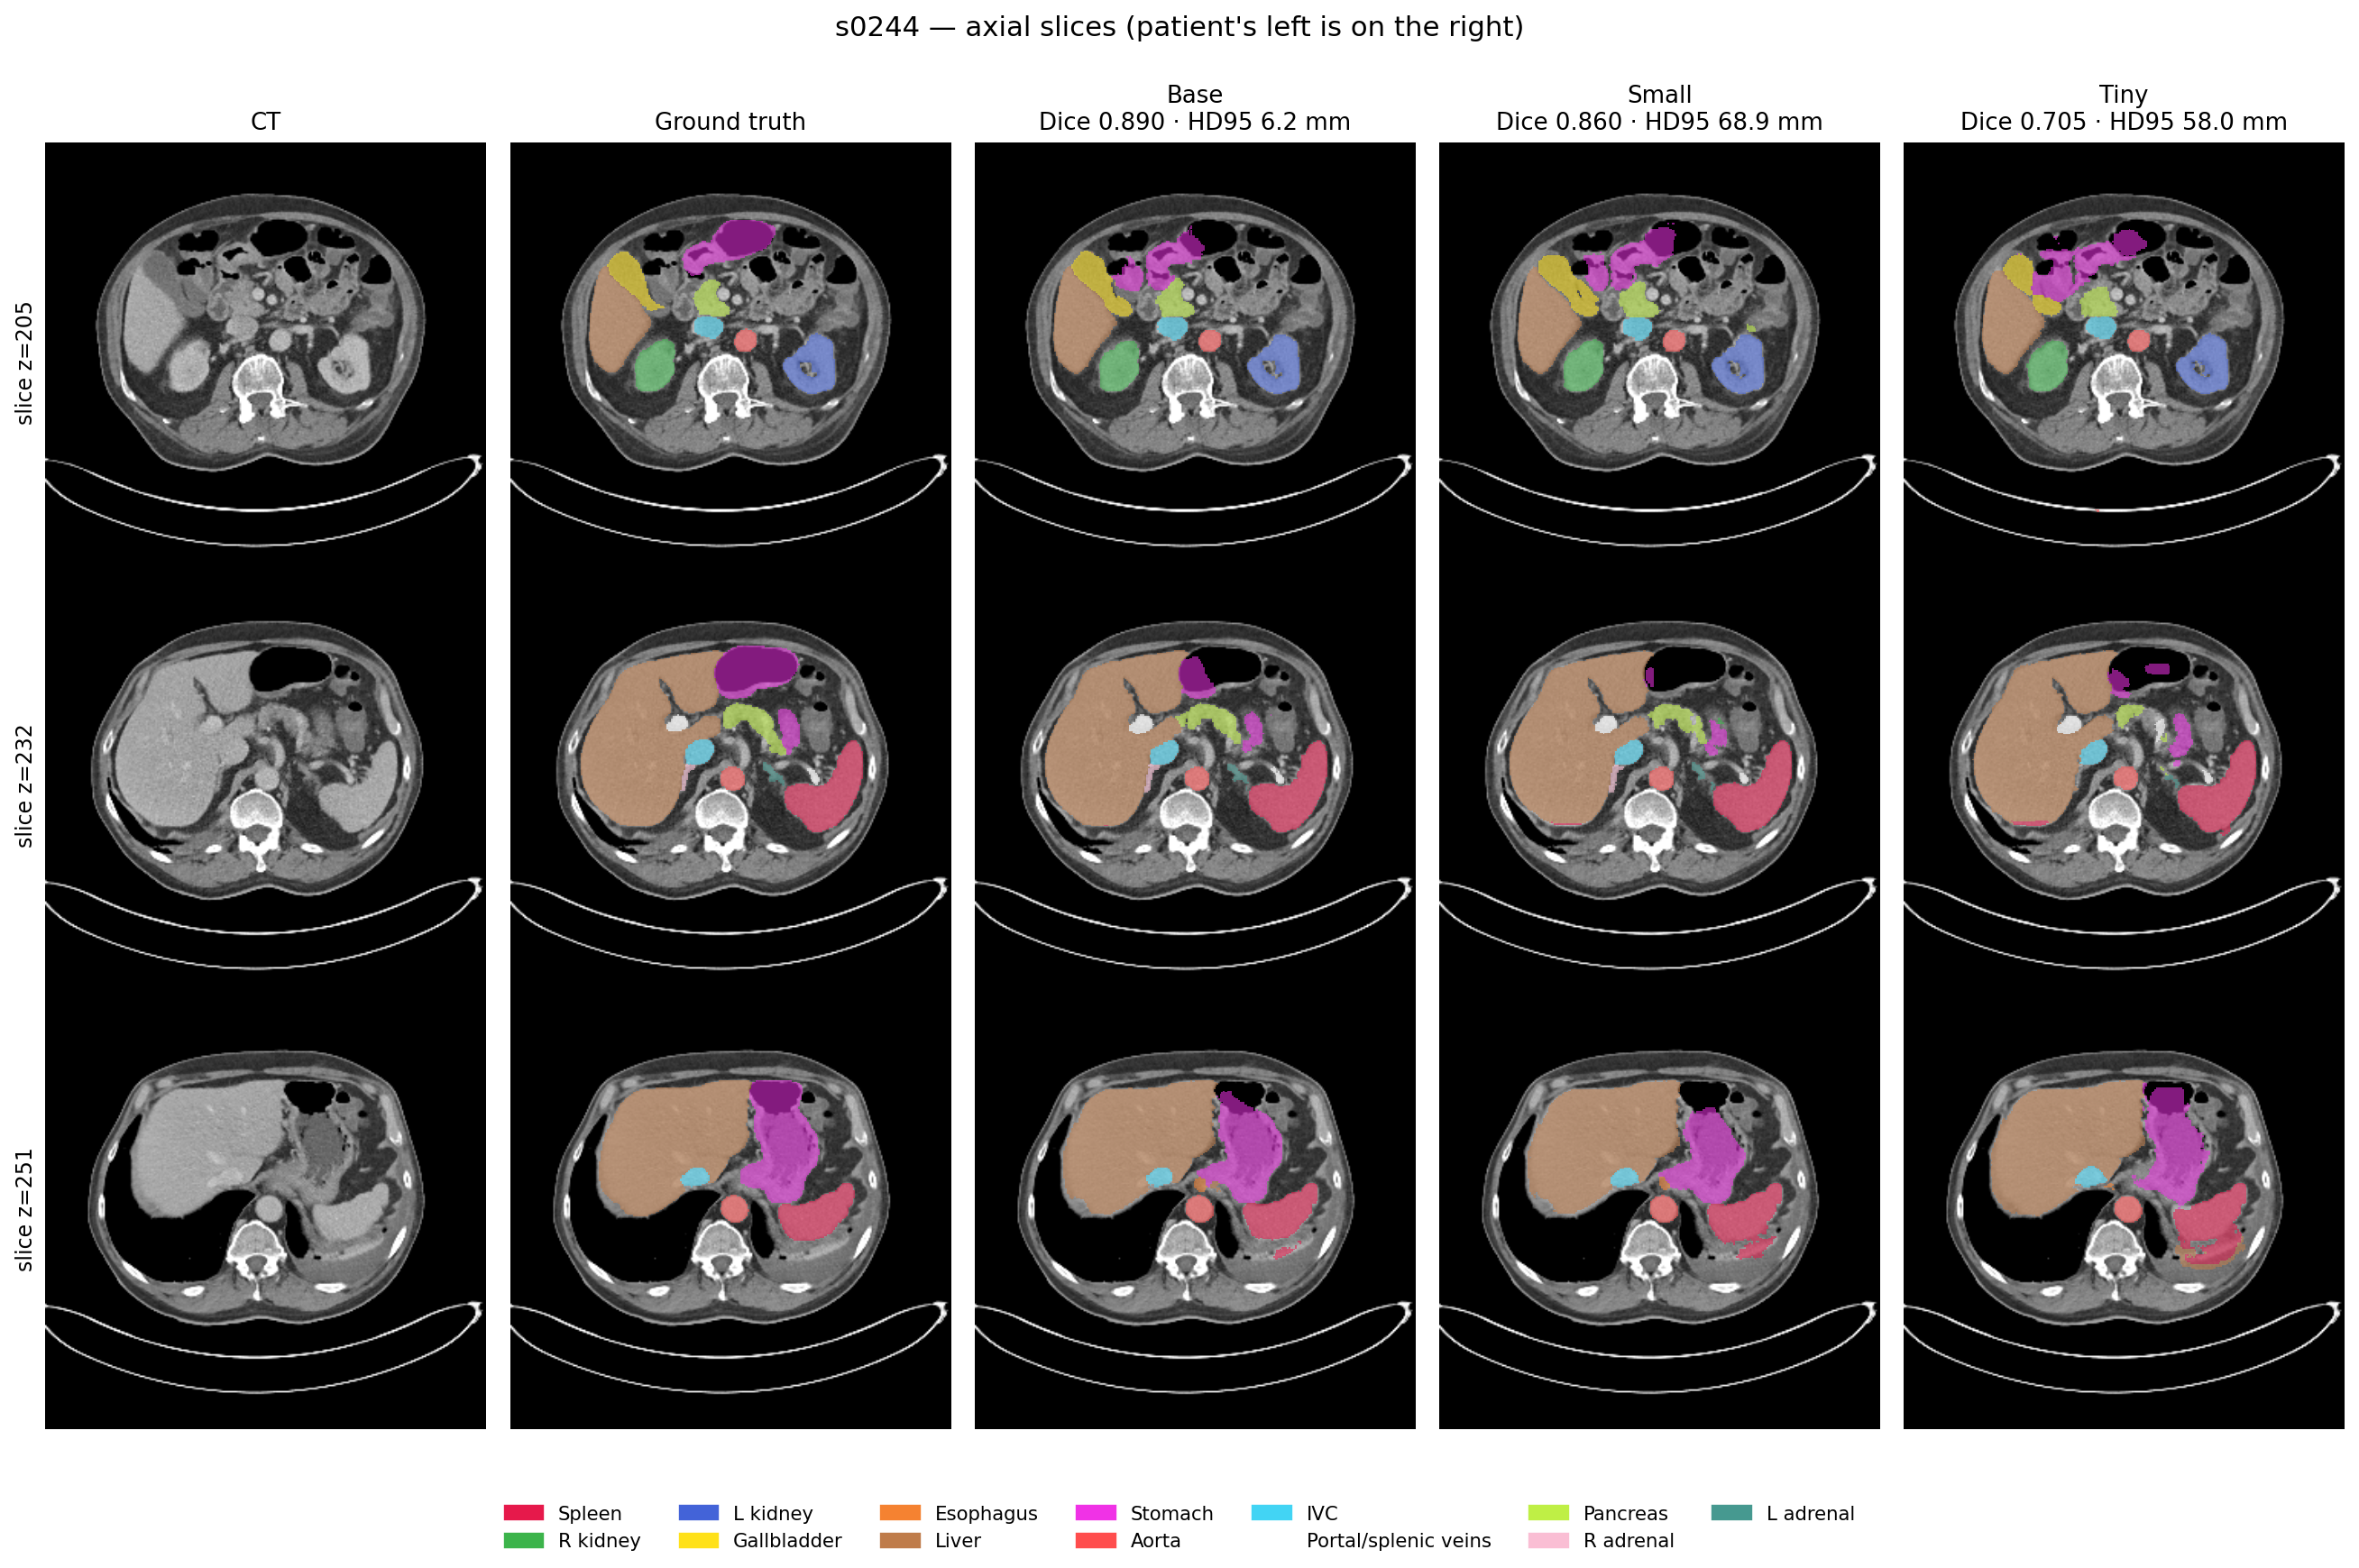 s0244 — axial slices (patient's left is on the right)
CT
Ground truth
Base
Dice 0.890 · HD95 6.2 mm
Small
Dice 0.860 · HD95 68.9 mm
Tiny
Dice 0.705 · HD95 58.0 mm
slice z=205
slice z=232
slice z=251
Spleen
R kidney
L kidney
Gallbladder
Esophagus
Liver
Stomach
Aorta
IVC
Portal/splenic veins
Pancreas
R adrenal
L adrenal